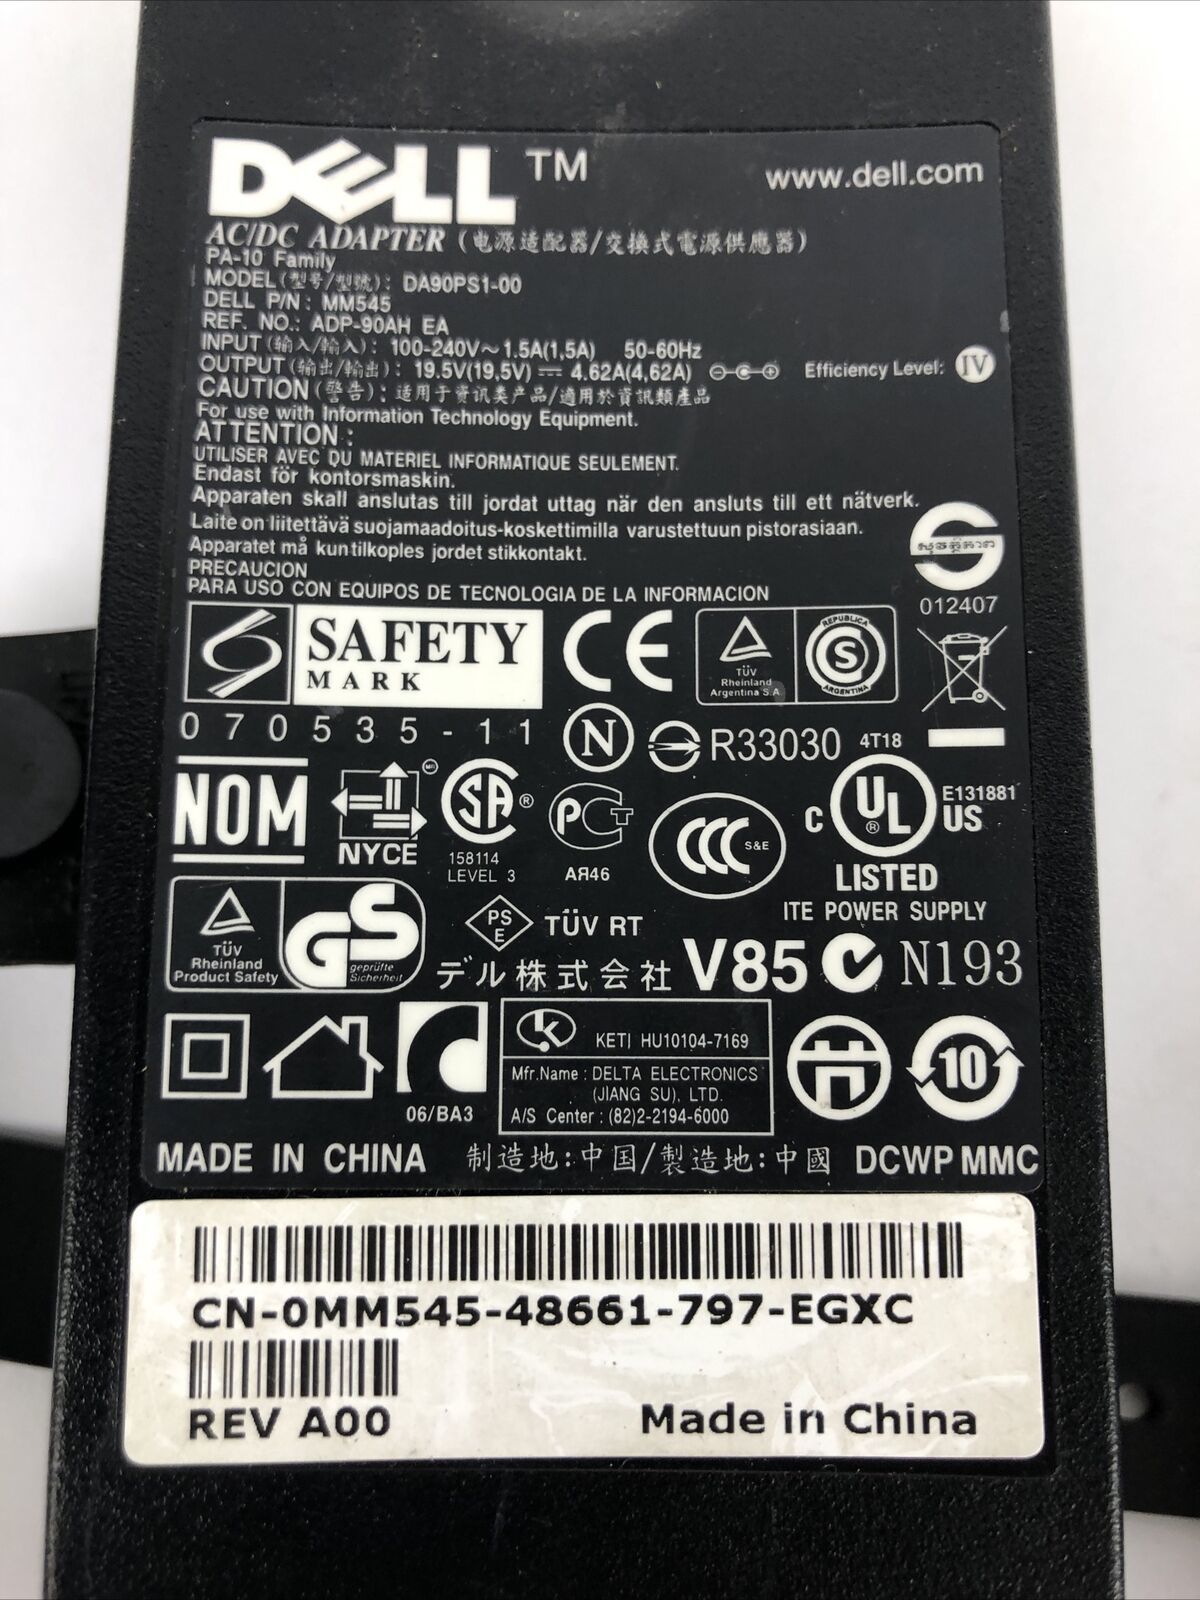 DELL™
www.dell.com
AC/DC ADAPTER (电源适配器/交換式電源供應器)
PA-10 Family
MODEL (型号/型號): DA90PS1-00
DELL P/N: MM545
REF. NO.: ADP-90AH EA
INPUT (输入/輸入): 100-240V~1.5A(1,5A) 50-60Hz
OUTPUT (输出/輸出): 19.5V(19,5V) ⎓ 4.62A(4,62A) Efficiency Level: IV
CAUTION (警告): 适用于资讯类产品/適用於資訊類產品
For use with Information Technology Equipment.
ATTENTION:
UTILISER AVEC DU MATERIEL INFORMATIQUE SEULEMENT.
Endast för kontorsmaskin.
Apparaten skall anslutas till jordat uttag när den ansluts till ett nätverk.
Laite on liitettävä suojamaadoitus-koskettimilla varustettuun pistorasiaan.
Apparatet må kun tilkoples jordet stikkontakt.
PRECAUCION
PARA USO CON EQUIPOS DE TECNOLOGIA DE LA INFORMACION
012407
SAFETY
MARK
070535-11
CE
TÜV
Rheinland
Argentina S.A
REPUBLICA
S
ARGENTINA
N
R33030
4T18
NOM
NYCE
SA®
158114
LEVEL 3
PCT
АЯ46
CCC S&E
C UL® US
E131881
LISTED
ITE POWER SUPPLY
TÜV
Rheinland
Product Safety
GS
geprüfte
Sicherheit
PS
E
TÜV RT
デル株式会社
V85
N193
06/BA3
K
KETI HU10104-7169
Mfr.Name: DELTA ELECTRONICS
(JIANG SU), LTD.
A/S Center: (82)2-2194-6000
10
MADE IN CHINA 制造地:中国/製造地:中國 DCWP MMC
CN-0MM545-48661-797-EGXC
REV A00
Made in China